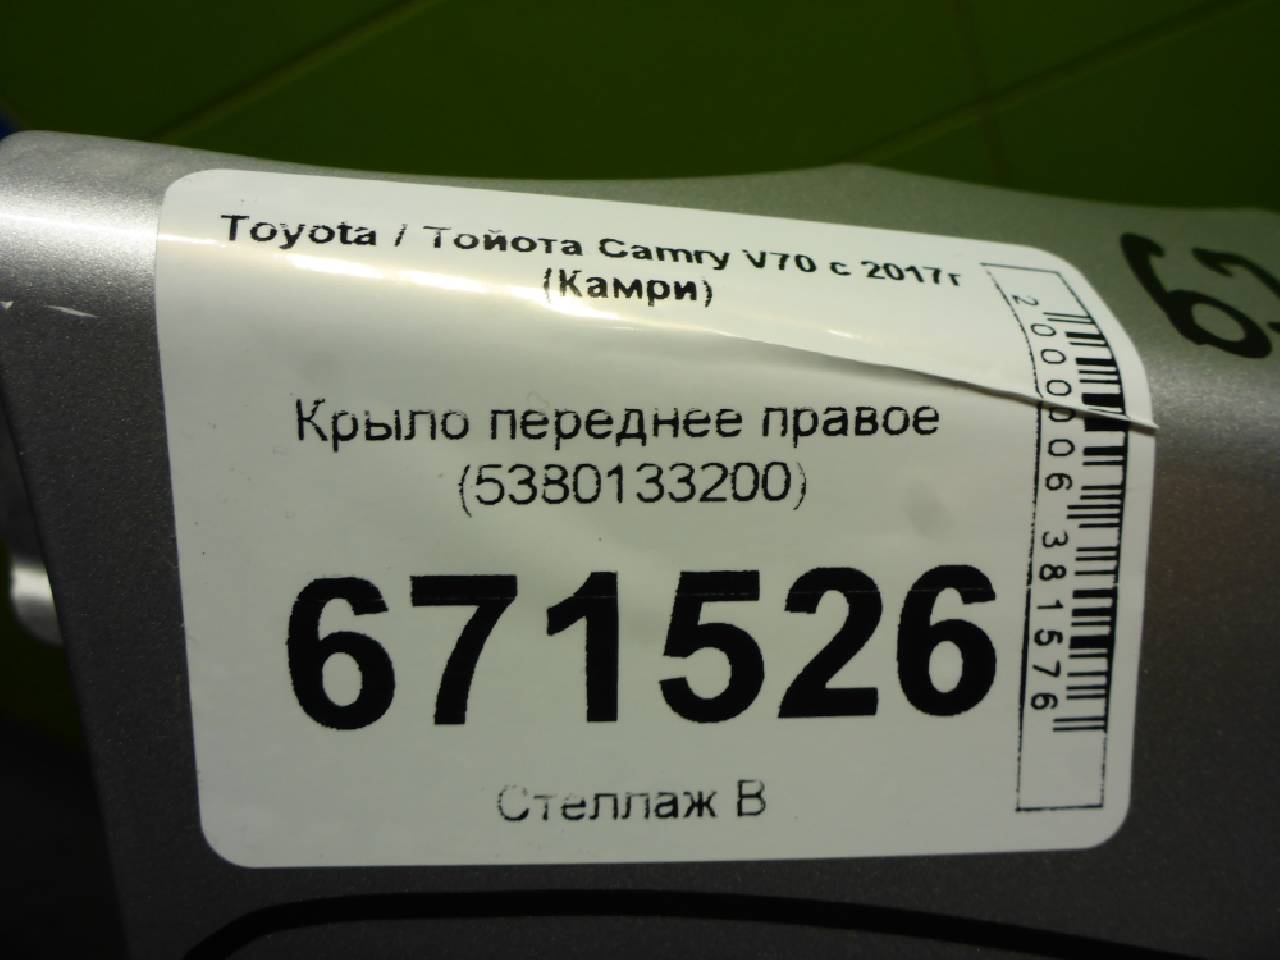 Toyota / Тойота Camry V70 с 2017г
(Камри)
Крыло переднее правое
(5380133200)
671526
Стеллаж В
2000006381576